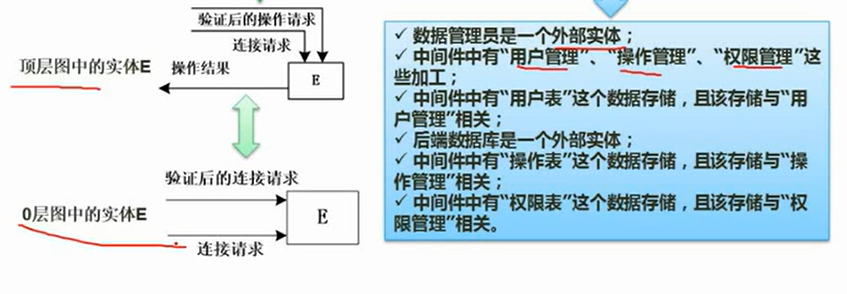 验证后的操作请求
连接请求
顶层图中的实体E
操作结果
E
验证后的连接请求
0层图中的实体E
E
连接请求
✓ 数据管理员是一个外部实体；
✓ 中间件中有“用户管理”、“操作管理”、“权限管理”这
些加工；
✓ 中间件中有“用户表”这个数据存储，且该存储与“用
户管理”相关；
✓ 后端数据库是一个外部实体；
✓ 中间件中有“操作表”这个数据存储，且该存储与“操
作管理”相关；
✓ 中间件中有“权限表”这个数据存储，且该存储与“权
限管理”相关。